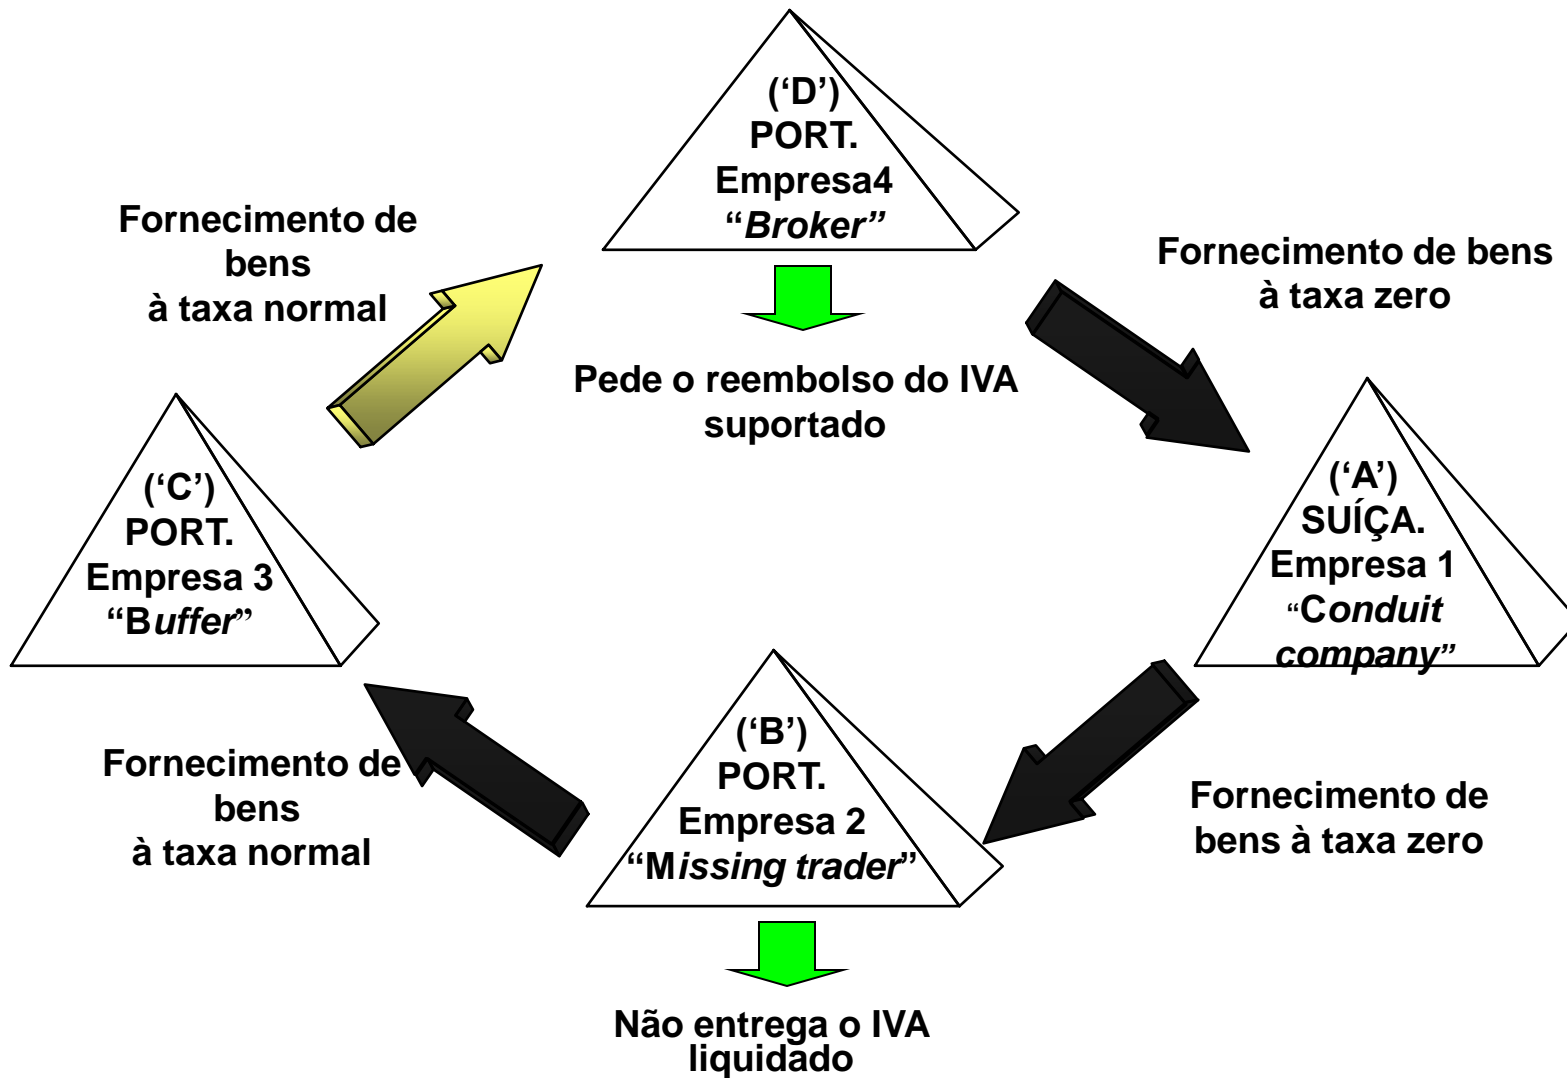 (‘D’)
PORT.
Empresa4
“Broker”
Fornecimento de
bens
à taxa normal
Fornecimento de bens
à taxa zero
Pede o reembolso do IVA
suportado
(‘C’)
PORT.
Empresa 3
“Buffer”
(‘A’)
SUÍÇA.
Empresa 1
“Conduit
company”
(‘B’)
PORT.
Empresa 2
“Missing trader”
Fornecimento de
bens
à taxa normal
Fornecimento de
bens à taxa zero
Não entrega o IVA
liquidado